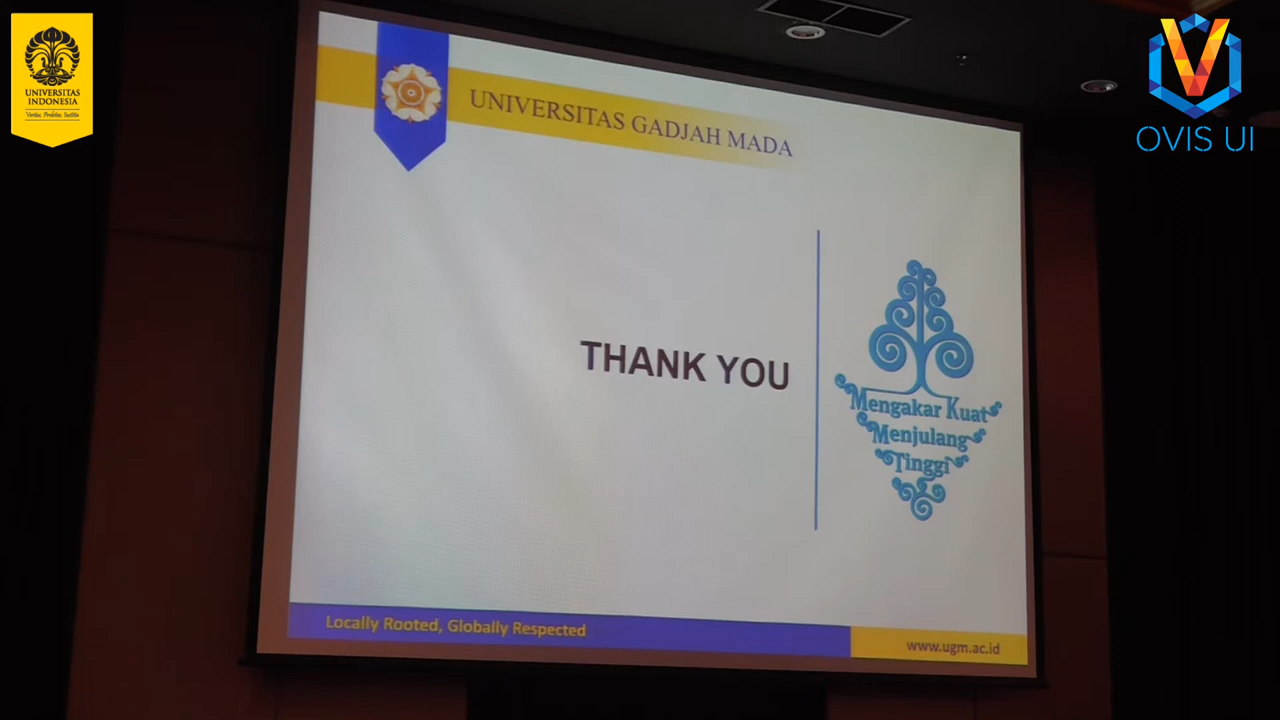 UNIVERSITAS
INDONESIA
Veritas, Probitas, Iustitia
OVIS UI
UNIVERSITAS GADJAH MADA
THANK YOU
Mengakar Kuat
Menjulang
Tinggi
Locally Rooted, Globally Respected
www.ugm.ac.id